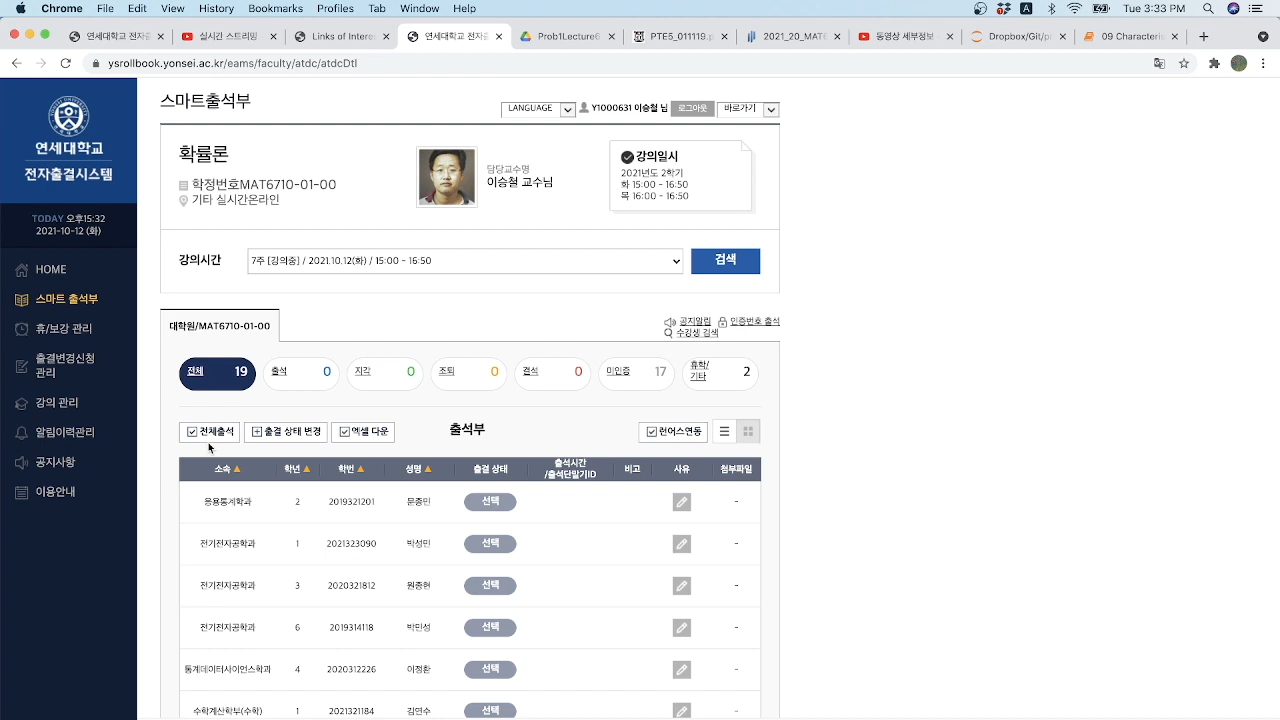 Chrome File Edit View History Bookmarks Profiles Tab Window Help Tue 3:33 PM
연세대학교 전자출 실시간 스트리밍 Links of Interes 연세대학교 전자출 Prob1Lecture6 PTE5_011119.p 2021_20_MAT6 동영상 세부정보 - Dropbox/Git/pr 09 Characteris
ysrollbook.yonsei.ac.kr/eams/faculty/atdc/atdcDtl
연세대학교
전자출결시스템
TODAY 오후15:32
2021-10-12 (화)
HOME
스마트 출석부
휴/보강 관리
출결변경신청
관리
강의 관리
알림이력관리
공지사항
이용안내
스마트출석부
LANGUAGE Y1000631 이승철 님 로그아웃 바로가기
확률론
학정번호MAT6710-01-00
기타 실시간온라인
담당교수명
이승철 교수님
강의일시
2021년도 2학기
화 15:00 - 16:50
목 16:00 - 16:50
강의시간 7주 [강의중] / 2021.10.12(화) / 15:00 - 16:50 검색
대학원/MAT6710-01-00
공지알림 인증번호 출석
수강생 검색
전체 19 출석 0 지각 0 조퇴 0 결석 0 미인증 17 휴학/기타 2
전체출석 출결 상태 변경 엑셀 다운 출석부 런어스연동
소속 학년 학번 성명 출결 상태 출석시간/출석단말기ID 비고 사유 첨부파일
응용통계학과 2 2019321201 문종민 선택 -
전기전자공학과 1 2021323090 박성민 선택 -
전기전자공학과 3 2020321812 원종현 선택 -
전기전자공학과 6 2019314118 박민성 선택 -
통계데이터사이언스학과 4 2020312226 이정환 선택 -
수학계산학부(수학) 1 2021321184 김연수 선택 -